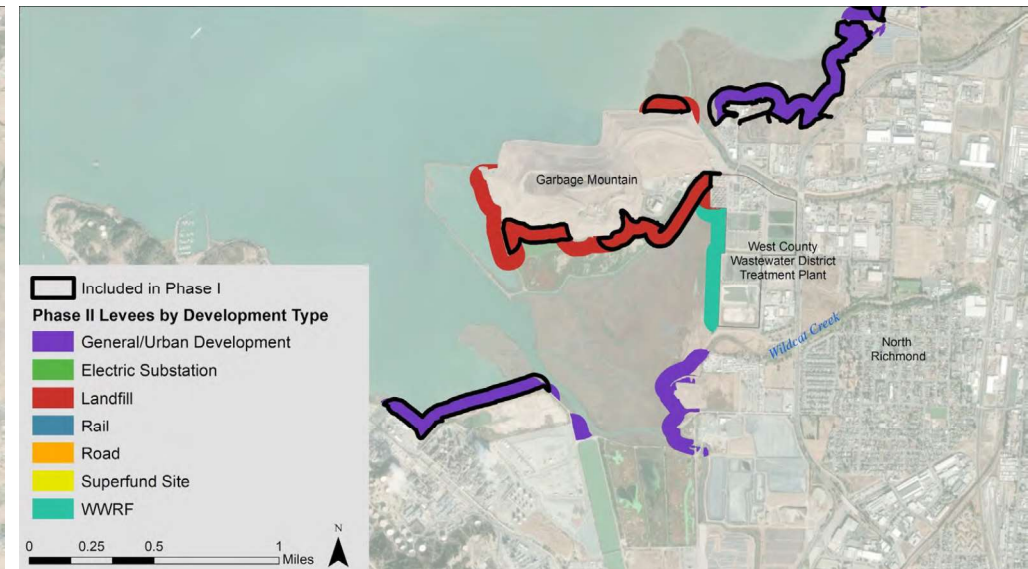 Garbage Mountain
West County
Wastewater District
Treatment Plant
Wildcat Creek
North
Richmond
Included in Phase I
Phase II Levees by Development Type
General/Urban Development
Electric Substation
Landfill
Rail
Road
Superfund Site
WWRF
N
0 0.25 0.5 1
Miles